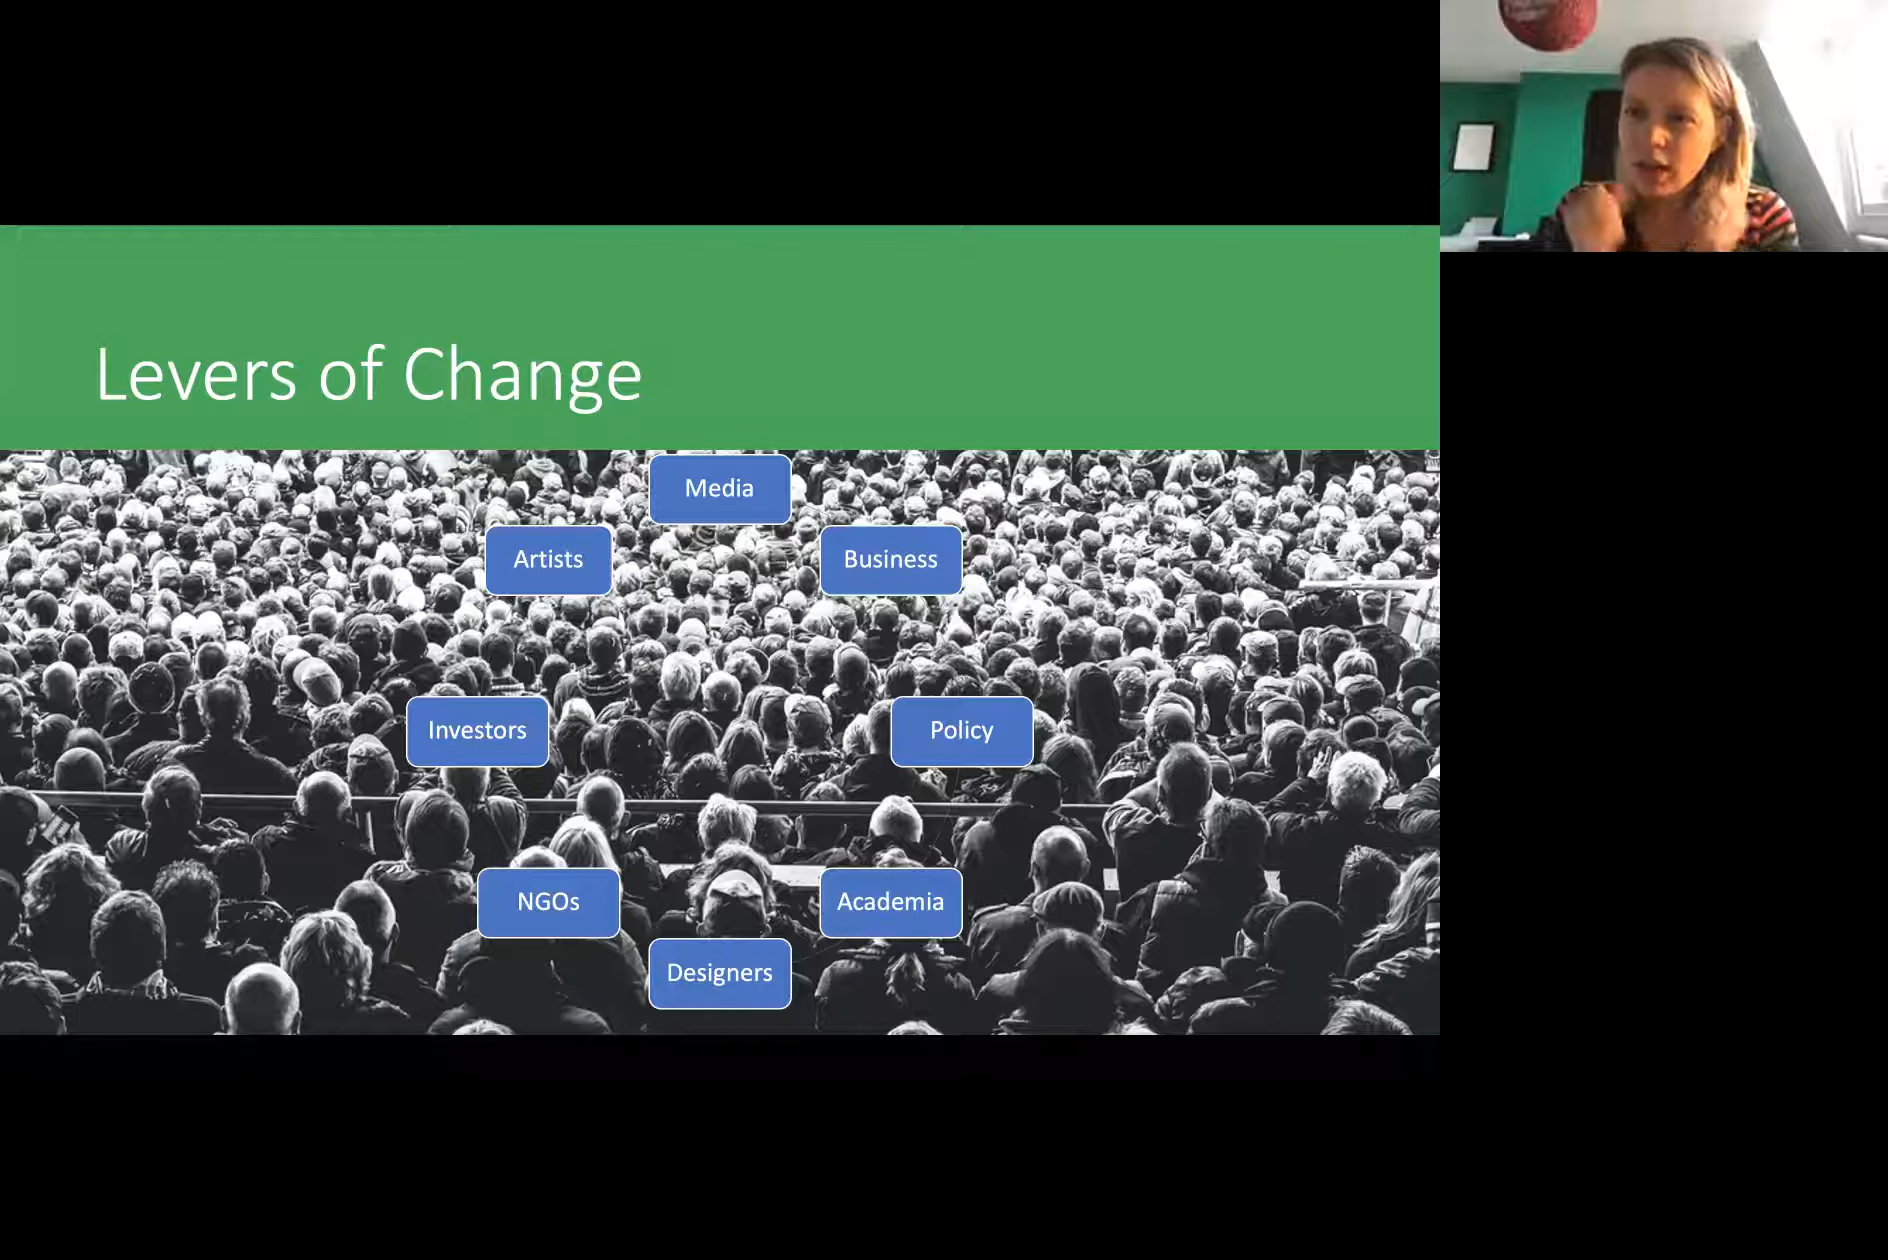 Levers of Change
Media
Artists
Business
Investors
Policy
NGOs
Academia
Designers